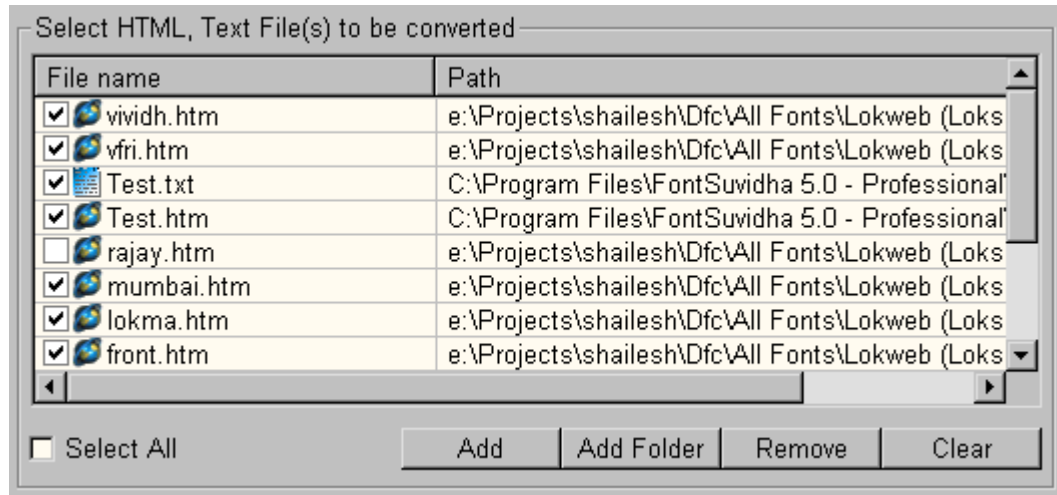 Select HTML, Text File(s) to be converted
File name Path
vividh.htm e:\Projects\shailesh\Dfc\All Fonts\Lokweb (Loks
vfri.htm e:\Projects\shailesh\Dfc\All Fonts\Lokweb (Loks
Test.txt C:\Program Files\FontSuvidha 5.0 - Professional\
Test.htm C:\Program Files\FontSuvidha 5.0 - Professional\
rajay.htm e:\Projects\shailesh\Dfc\All Fonts\Lokweb (Loks
mumbai.htm e:\Projects\shailesh\Dfc\All Fonts\Lokweb (Loks
lokma.htm e:\Projects\shailesh\Dfc\All Fonts\Lokweb (Loks
front.htm e:\Projects\shailesh\Dfc\All Fonts\Lokweb (Loks
Select All Add Add Folder Remove Clear